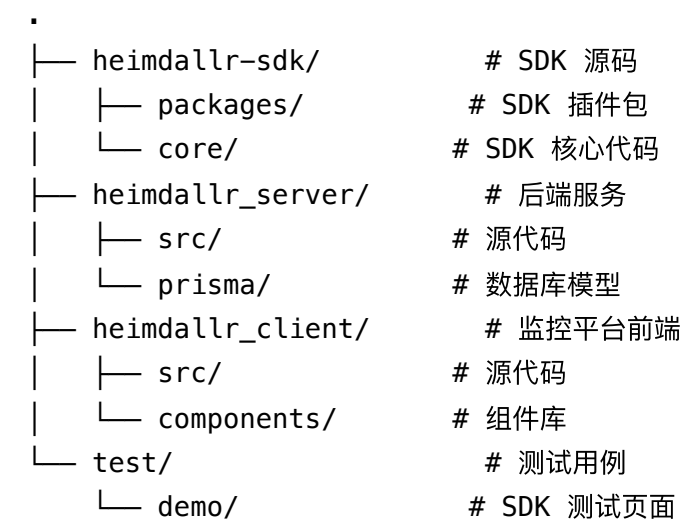 .
├── heimdallr-sdk/          # SDK 源码
│   ├── packages/          # SDK 插件包
│   └── core/             # SDK 核心代码
├── heimdallr_server/       # 后端服务
│   ├── src/              # 源代码
│   └── prisma/           # 数据库模型
├── heimdallr_client/       # 监控平台前端
│   ├── src/              # 源代码
│   └── components/       # 组件库
└── test/                   # 测试用例
    └── demo/              # SDK 测试页面